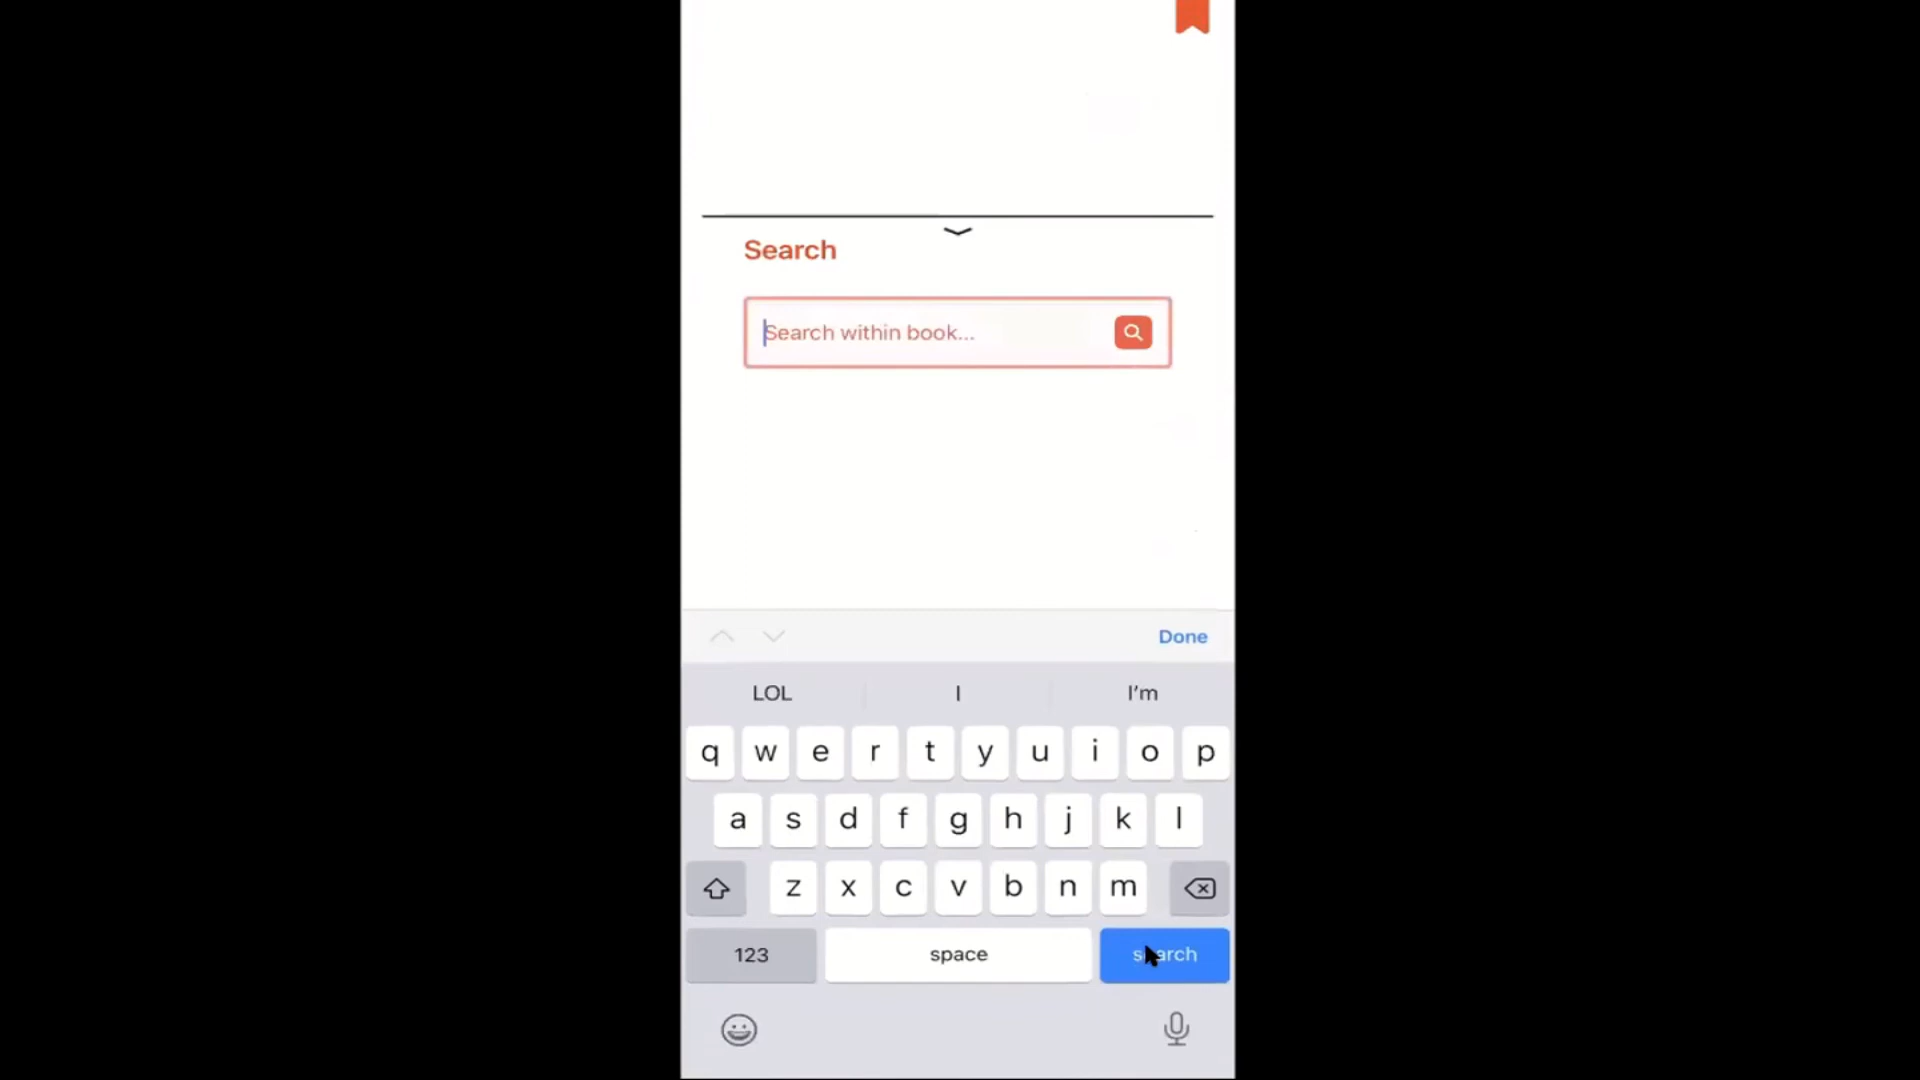 Search
Search within book...
Done
LOL I I'm
q w e r t y u i o p
a s d f g h j k l
z x c v b n m
123 space search